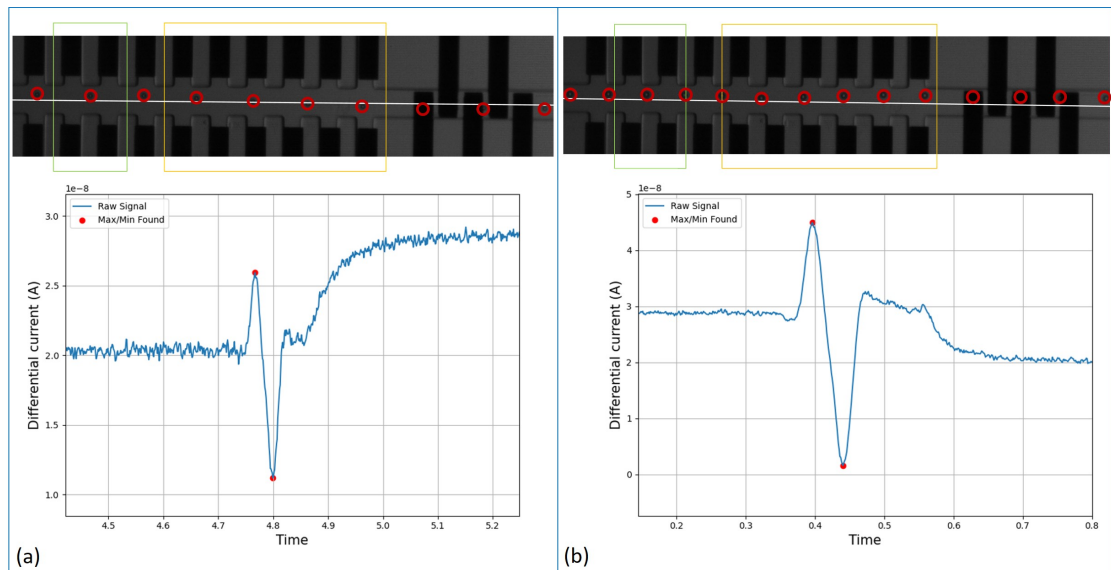 1e−8
Raw Signal
Max/Min Found
3.0
2.5
2.0
1.5
1.0
Differential current (A)
4.5
4.6
4.7
4.8
4.9
5.0
5.1
5.2
Time
(a)
1e−8
Raw Signal
Max/Min Found
5
4
3
2
1
0
Differential current (A)
0.2
0.3
0.4
0.5
0.6
0.7
0.8
Time
(b)